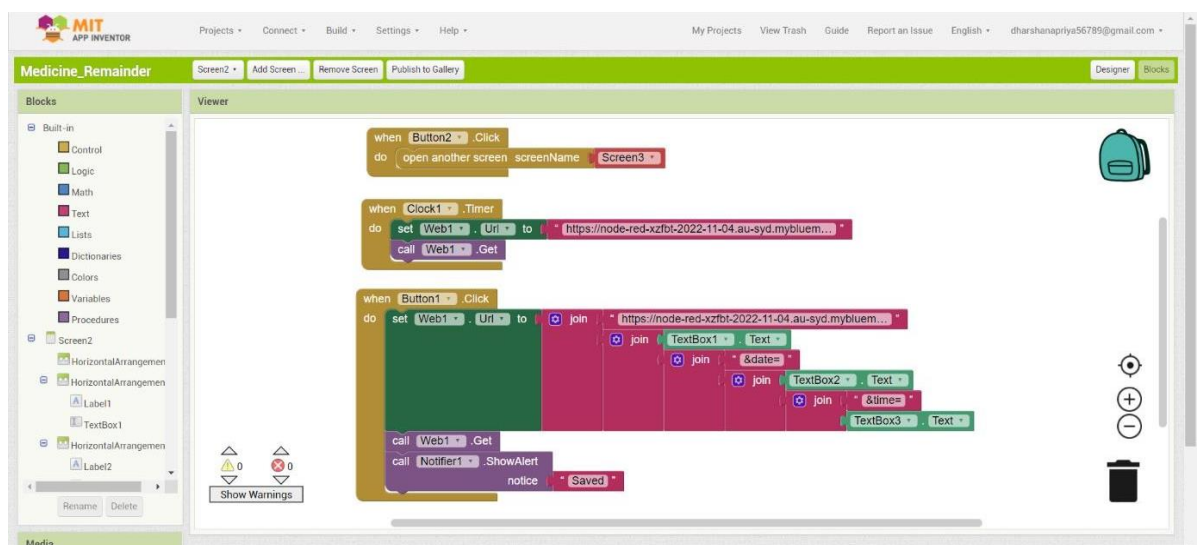 MIT
APP INVENTOR
Projects Connect Build Settings Help My Projects View Trash Guide Report an Issue English dharshanapriya56789@gmail.com
Medicine_Remainder Screen2 Add Screen ... Remove Screen Publish to Gallery Designer Blocks
Blocks Viewer
Built-in
Control
Logic
Math
Text
Lists
Dictionaries
Colors
Variables
Procedures
Screen2
HorizontalArrangemen
HorizontalArrangemen
Label1
TextBox1
HorizontalArrangemen
Label2
Rename Delete
Media
when Button2 .Click
do open another screen screenName Screen3
when Clock1 .Timer
do set Web1 . Url to " https://node-red-xzfbt-2022-11-04.au-syd.mybluem... "
call Web1 .Get
when Button1 .Click
do set Web1 . Url to join " https://node-red-xzfbt-2022-11-04.au-syd.mybluem... "
join TextBox1 . Text
join " &date= "
join TextBox2 . Text
join " &time= "
TextBox3 . Text
call Web1 .Get
call Notifier1 .ShowAlert
notice " Saved "
0 0
Show Warnings